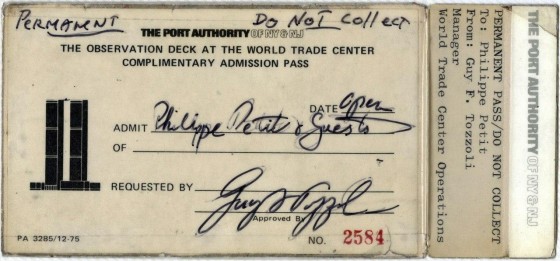 PERMANENT DO NOT Collect
THE PORT AUTHORITY OF NY & NJ
THE OBSERVATION DECK AT THE WORLD TRADE CENTER
COMPLIMENTARY ADMISSION PASS
DATE open
ADMIT Philippe Petit & Guests
OF
REQUESTED BY
Approved By
PA 3285/12-75
NO. 2584
PERMANENT PASS/DO NOT COLLECT
To: Philippe Petit
From: Guy F. Tozzoli
Manager
World Trade Center Operations
THE PORT AUTHORITY OF NY & NJ